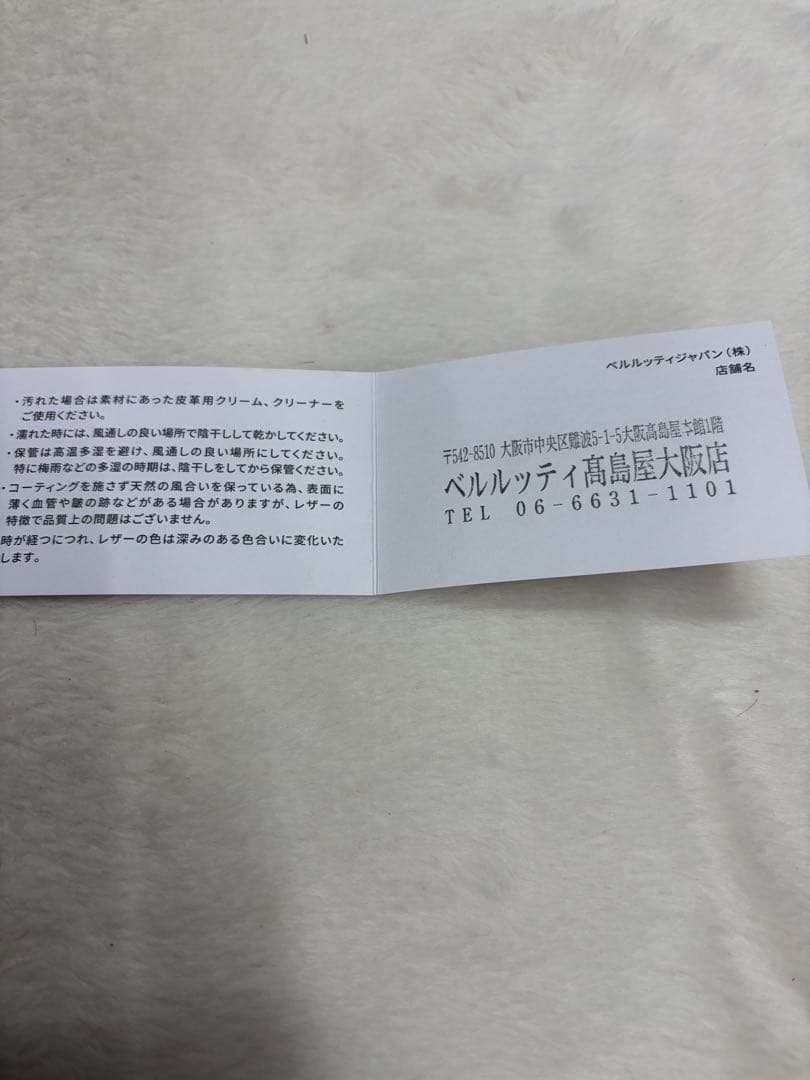 ・汚れた場合は素材にあった皮革用クリーム、クリーナーを
ご使用ください。
・濡れた時には、風通しの良い場所で陰干しして乾かしてください。
・保管は高温多湿を避け、風通しの良い場所にしてください。
特に梅雨などの多湿の時期は、陰干しをしてから保管ください。
・コーティングを施さず天然の風合いを保っている為、表面に
薄く血管や皺の跡などがある場合がありますが、レザーの
特徴で品質上の問題はございません。
時が経つにつれ、レザーの色は深みのある色合いに変化いた
します。
ベルルッティジャパン（株）
店舗名
〒542-8510 大阪市中央区難波5-1-5大阪髙島屋本館1階
ベルルッティ髙島屋大阪店
TEL 06-6631-1101